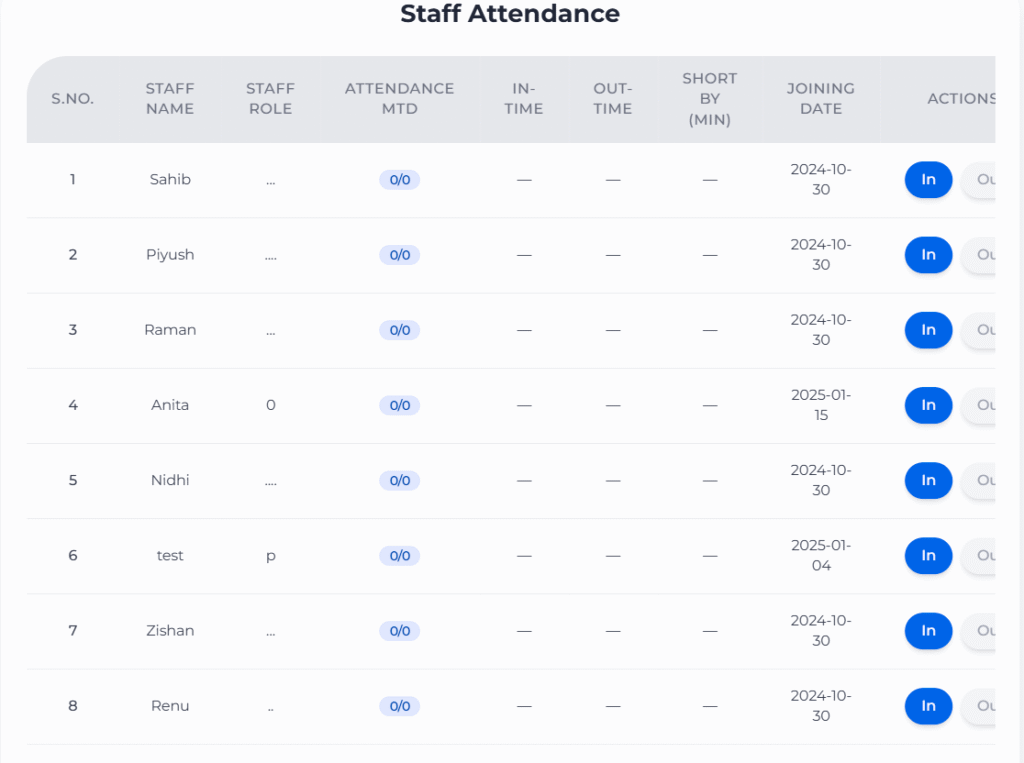 Staff Attendance
S.NO. STAFF NAME STAFF ROLE ATTENDANCE MTD IN-TIME OUT-TIME SHORT BY (MIN) JOINING DATE ACTIONS
1 Sahib ... 0/0 — — — 2024-10-30 In Ou
2 Piyush .... 0/0 — — — 2024-10-30 In Ou
3 Raman ... 0/0 — — — 2024-10-30 In Ou
4 Anita 0 0/0 — — — 2025-01-15 In Ou
5 Nidhi .... 0/0 — — — 2024-10-30 In Ou
6 test p 0/0 — — — 2025-01-04 In Ou
7 Zishan ... 0/0 — — — 2024-10-30 In Ou
8 Renu .. 0/0 — — — 2024-10-30 In Ou